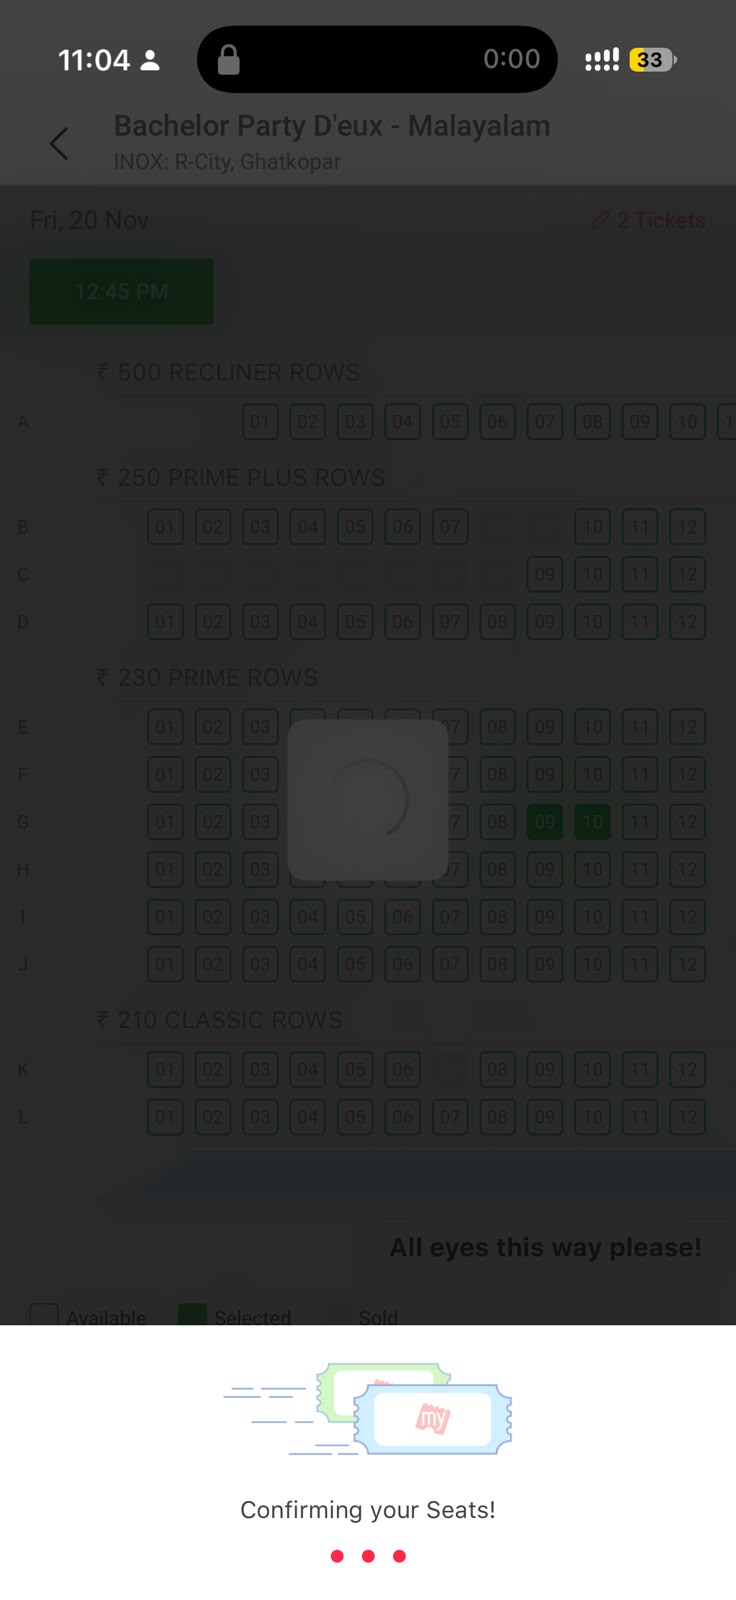 11:04
0:00
33
Bachelor Party D'eux - Malayalam
INOX: R-City, Ghatkopar
Fri, 20 Nov
2 Tickets
12:45 PM
₹ 500 RECLINER ROWS
A 01 02 03 04 05 06 07 08 09 10
₹ 250 PRIME PLUS ROWS
B 01 02 03 04 05 06 07 10 11 12
C 09 10 11 12
D 01 02 03 04 05 06 07 08 09 10 11 12
₹ 230 PRIME ROWS
E 01 02 03 07 08 09 10 11 12
F 01 02 03 7 08 09 10 11 12
G 01 02 03 7 08 09 10 11 12
H 01 02 03 07 08 09 10 11 12
I 01 02 03 04 05 06 07 08 09 10 11 12
J 01 02 03 04 05 06 07 08 09 10 11 12
₹ 210 CLASSIC ROWS
K 01 02 03 04 05 06 08 09 10 11 12
L 01 02 03 04 05 06 07 08 09 10 11 12
All eyes this way please!
Available Selected Sold
my
Confirming your Seats!